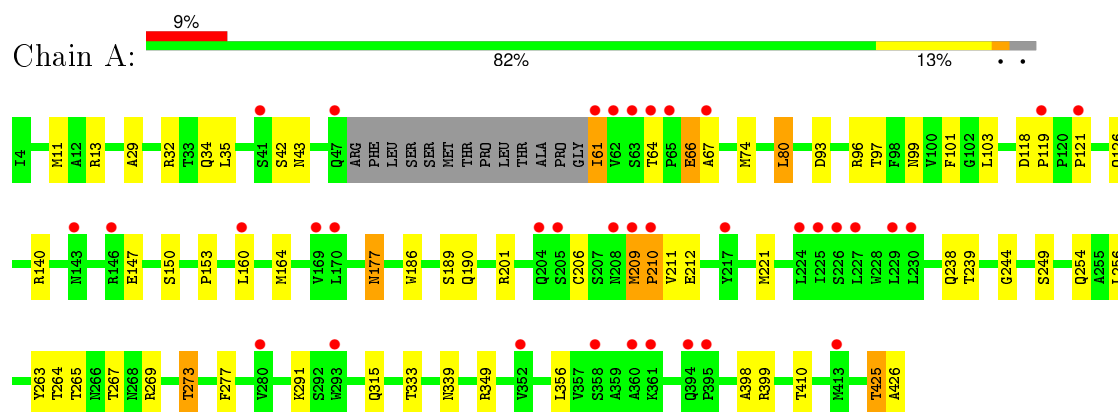 9%
Chain A:
82% 13% • •
I4 M11 A12 R13 A29 R32 T33 Q34 L35 S41 S42 N43 Q47 ARG PHE LEU SER SER MET THR PRO LEU THR ALA PRO GLY I61 V62 S63 T64 P65 E66 A67 M74 L80 D93 R96 T97 F98 N99 V100 F101 G102 L103 D118 P119 P120 P121 Q126
R140 N143 R146 E147 S150 P153 L160 M164 V169 L170 N177 W186 S189 Q190 R201 Q204 S205 C206 S207 N208 M209 P210 V211 E212 Y217 M221 L224 I225 S226 L227 W228 L229 L230 Q238 T239 G244 S249 Q254 A255 L256
Y263 T264 T265 N266 T267 N268 R269 T273 F277 V280 K291 S292 W293 Q315 T333 N339 R349 V352 L356 V357 S358 A359 A360 K361 Q394 P395 A398 R399 T410 M413 T425 A426